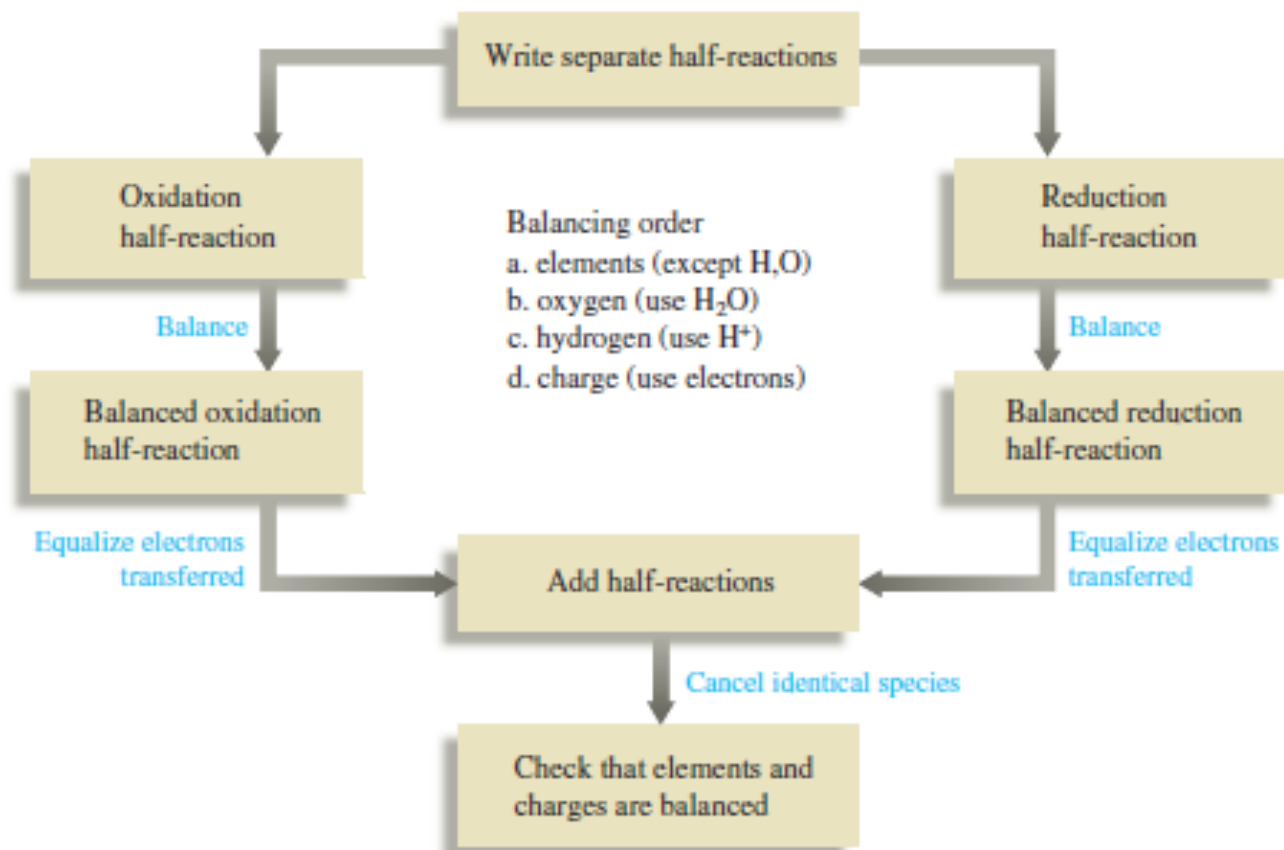 Write separate half-reactions
Oxidation
half-reaction
Balancing order
a. elements (except H,O)
b. oxygen (use H₂O)
c. hydrogen (use H⁺)
d. charge (use electrons)
Reduction
half-reaction
Balance
Balance
Balanced oxidation
half-reaction
Balanced reduction
half-reaction
Equalize electrons
transferred
Add half-reactions
Equalize electrons
transferred
Cancel identical species
Check that elements and
charges are balanced